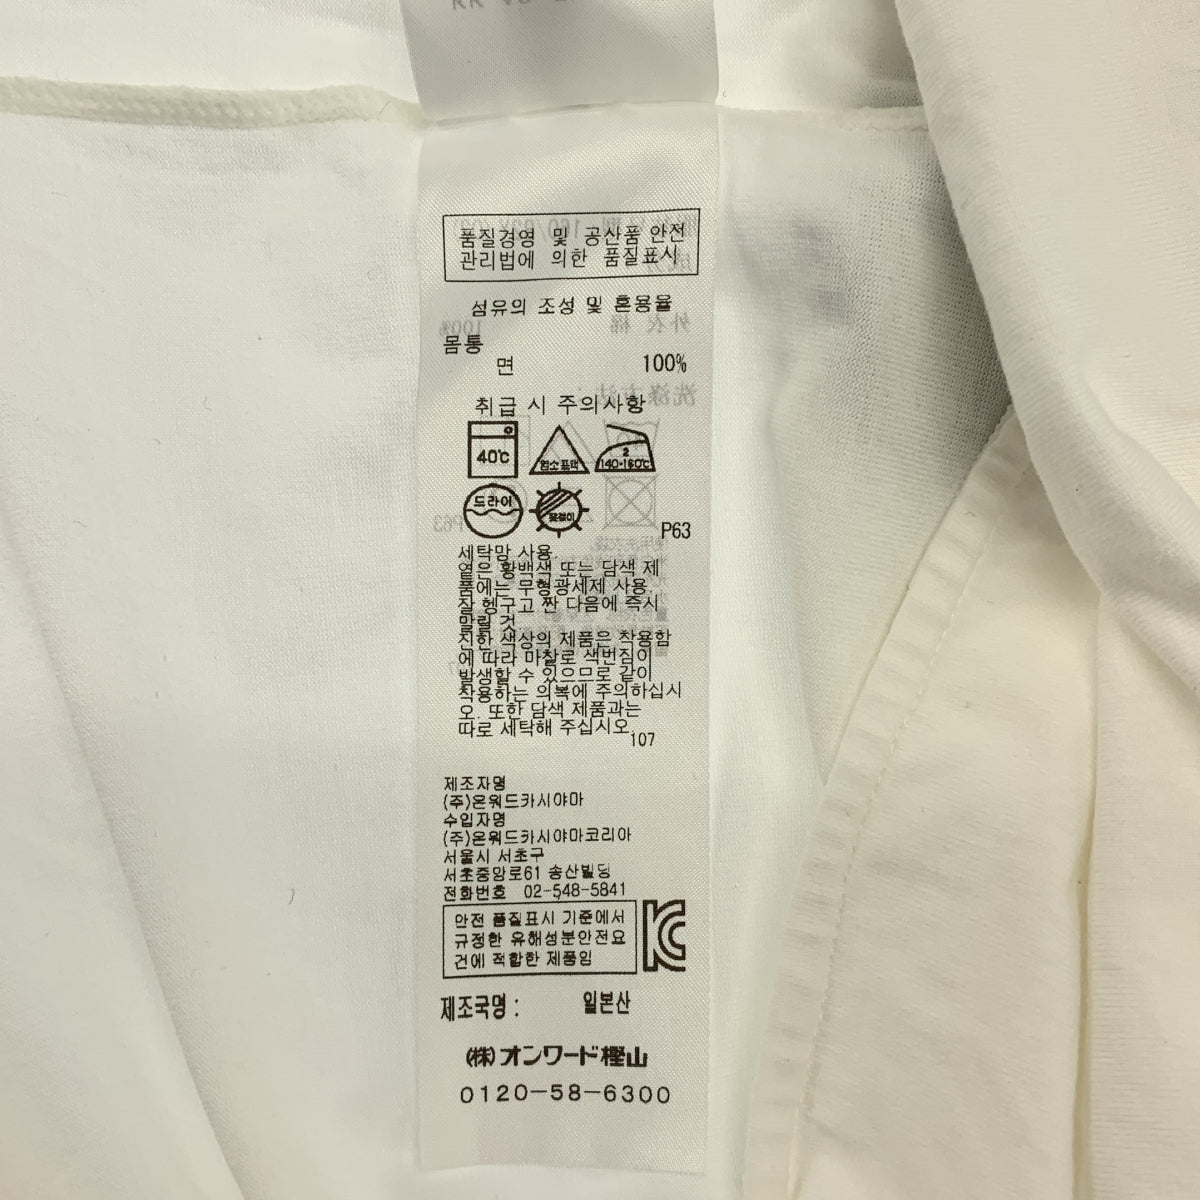 품질경영 및 공산품 안전
관리법에 의한 품질표시
섬유의 조성 및 혼용율
몸통
면 100%
취급 시 주의사항
40℃
염소표백
2
140~160℃
드라이
옷걸이
P63
세탁망 사용.
옅은 황백색 또는 담색 제
품에는 무형광세제 사용.
잘 헹구고 짠 다음에 즉시
말릴 것.
진한 색상의 제품은 착용함
에 따라 마찰로 색번짐이
발생할 수 있으므로 같이
착용하는 의복에 주의하십시
오. 또한 담색 제품과는
따로 세탁해 주십시오.
107
제조자명
(주)온워드카시야마
수입자명
(주)온워드카시야마코리아
서울시 서초구
서초중앙로61 송산빌딩
전화번호 02-548-5841
안전 품질표시 기준에서
규정한 유해성분안전요
건에 적합한 제품임
KC
제조국명 : 일본산
(株)オンワード樫山
0120-58-6300